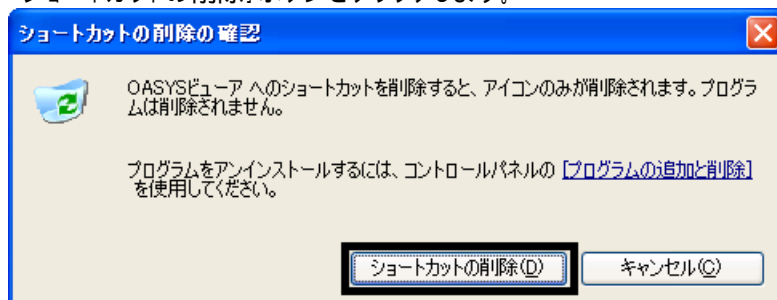 ショートカットの削除の確認
OASYSビューア へのショートカットを削除すると、アイコンのみが削除されます。プログラ
ムは削除されません。
プログラムをアンインストールするには、コントロールパネルの [プログラムの追加と削除]
を使用してください。
ショートカットの削除(D)
キャンセル(C)